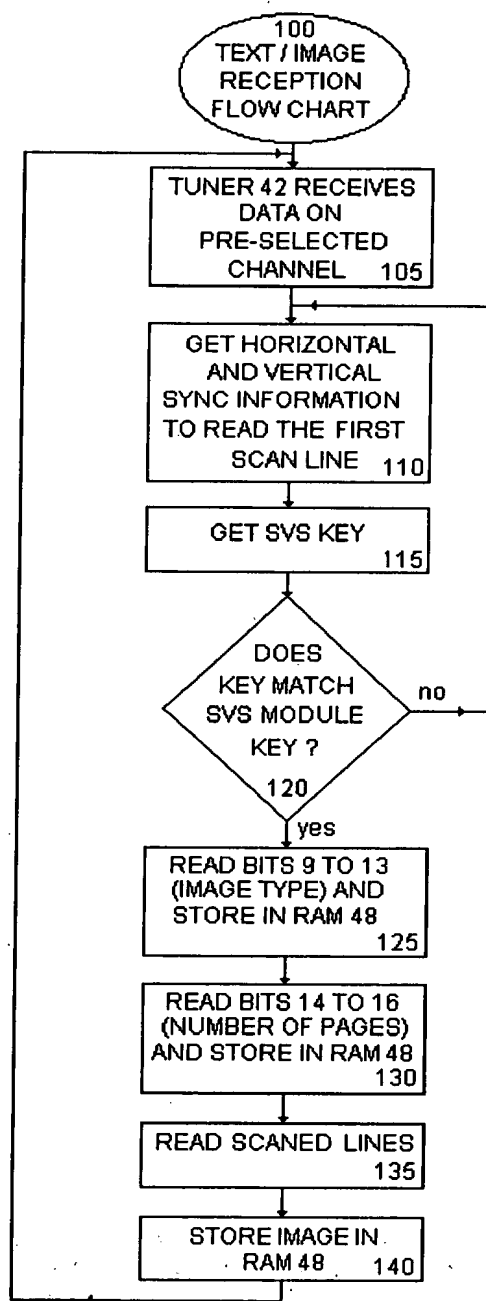 100
TEXT / IMAGE
RECEPTION
FLOW CHART
TUNER 42 RECEIVES
DATA ON
PRE-SELECTED
CHANNEL 105
GET HORIZONTAL
AND VERTICAL
SYNC INFORMATION
TO READ THE FIRST
SCAN LINE 110
GET SVS KEY
115
DOES
KEY MATCH
SVS MODULE
KEY ?
120
no
yes
READ BITS 9 TO 13
(IMAGE TYPE) AND
STORE IN RAM 48
125
READ BITS 14 TO 16
(NUMBER OF PAGES)
AND STORE IN RAM 48
130
READ SCANED LINES
135
STORE IMAGE IN
RAM 48 140